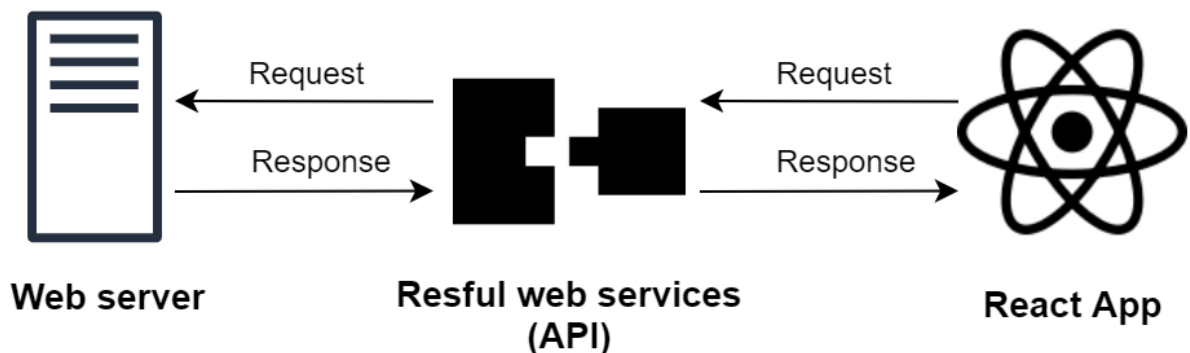 Request
Request
Response
Response
Web server
Resful web services
(API)
React App